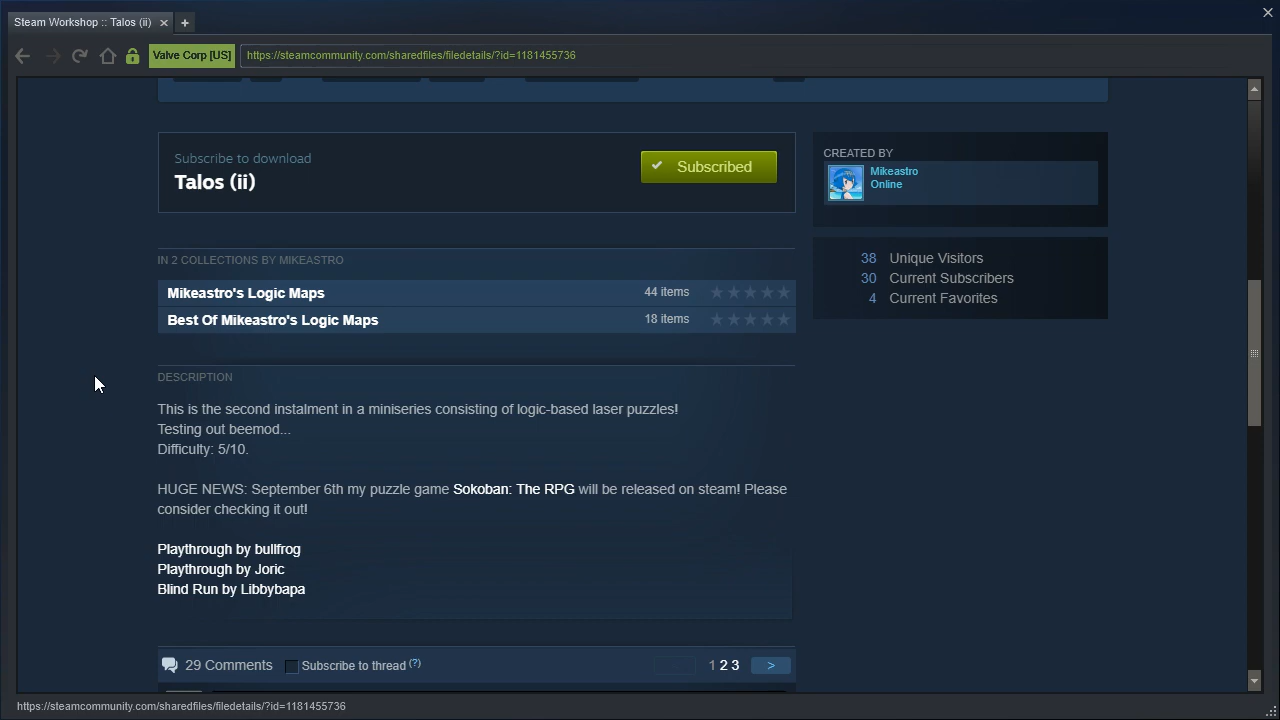 Steam Workshop :: Talos (ii)
Valve Corp [US]
https://steamcommunity.com/sharedfiles/filedetails/?id=1181455736
Subscribe to download
Talos (ii)
Subscribed
CREATED BY
Mikeastro
Online
38 Unique Visitors
30 Current Subscribers
4 Current Favorites
IN 2 COLLECTIONS BY MIKEASTRO
Mikeastro's Logic Maps 44 items
Best Of Mikeastro's Logic Maps 18 items
DESCRIPTION
This is the second instalment in a miniseries consisting of logic-based laser puzzles!
Testing out beemod...
Difficulty: 5/10.
HUGE NEWS: September 6th my puzzle game Sokoban: The RPG will be released on steam! Please
consider checking it out!
Playthrough by bullfrog
Playthrough by Joric
Blind Run by Libbybapa
29 Comments Subscribe to thread (?) 1 2 3 >
https://steamcommunity.com/sharedfiles/filedetails/?id=1181455736